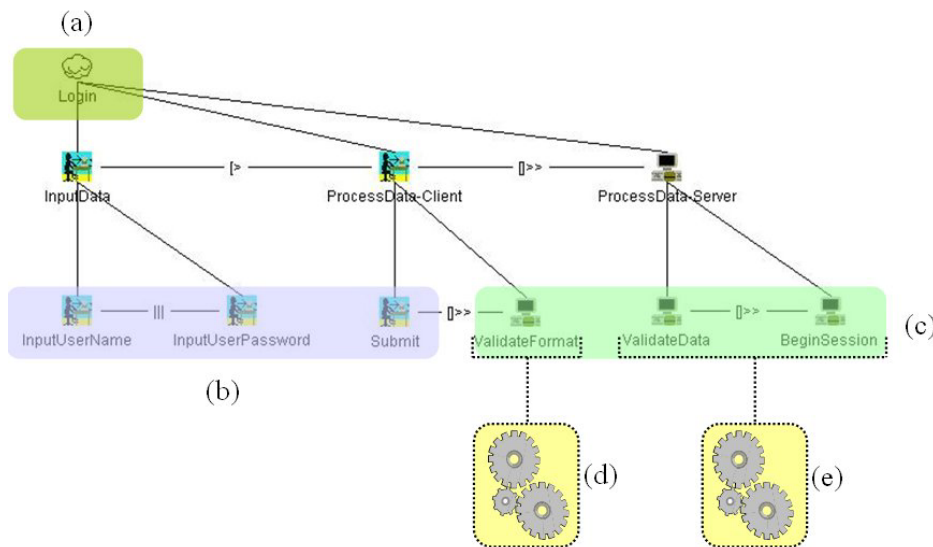 (a)
Login
[>
[]>>
InputData
ProcessData-Client
ProcessData-Server
|||
[]>>
[]>>
(c)
InputUserName
InputUserPassword
Submit
ValidateFormat
ValidateData
BeginSession
(b)
(d)
(e)